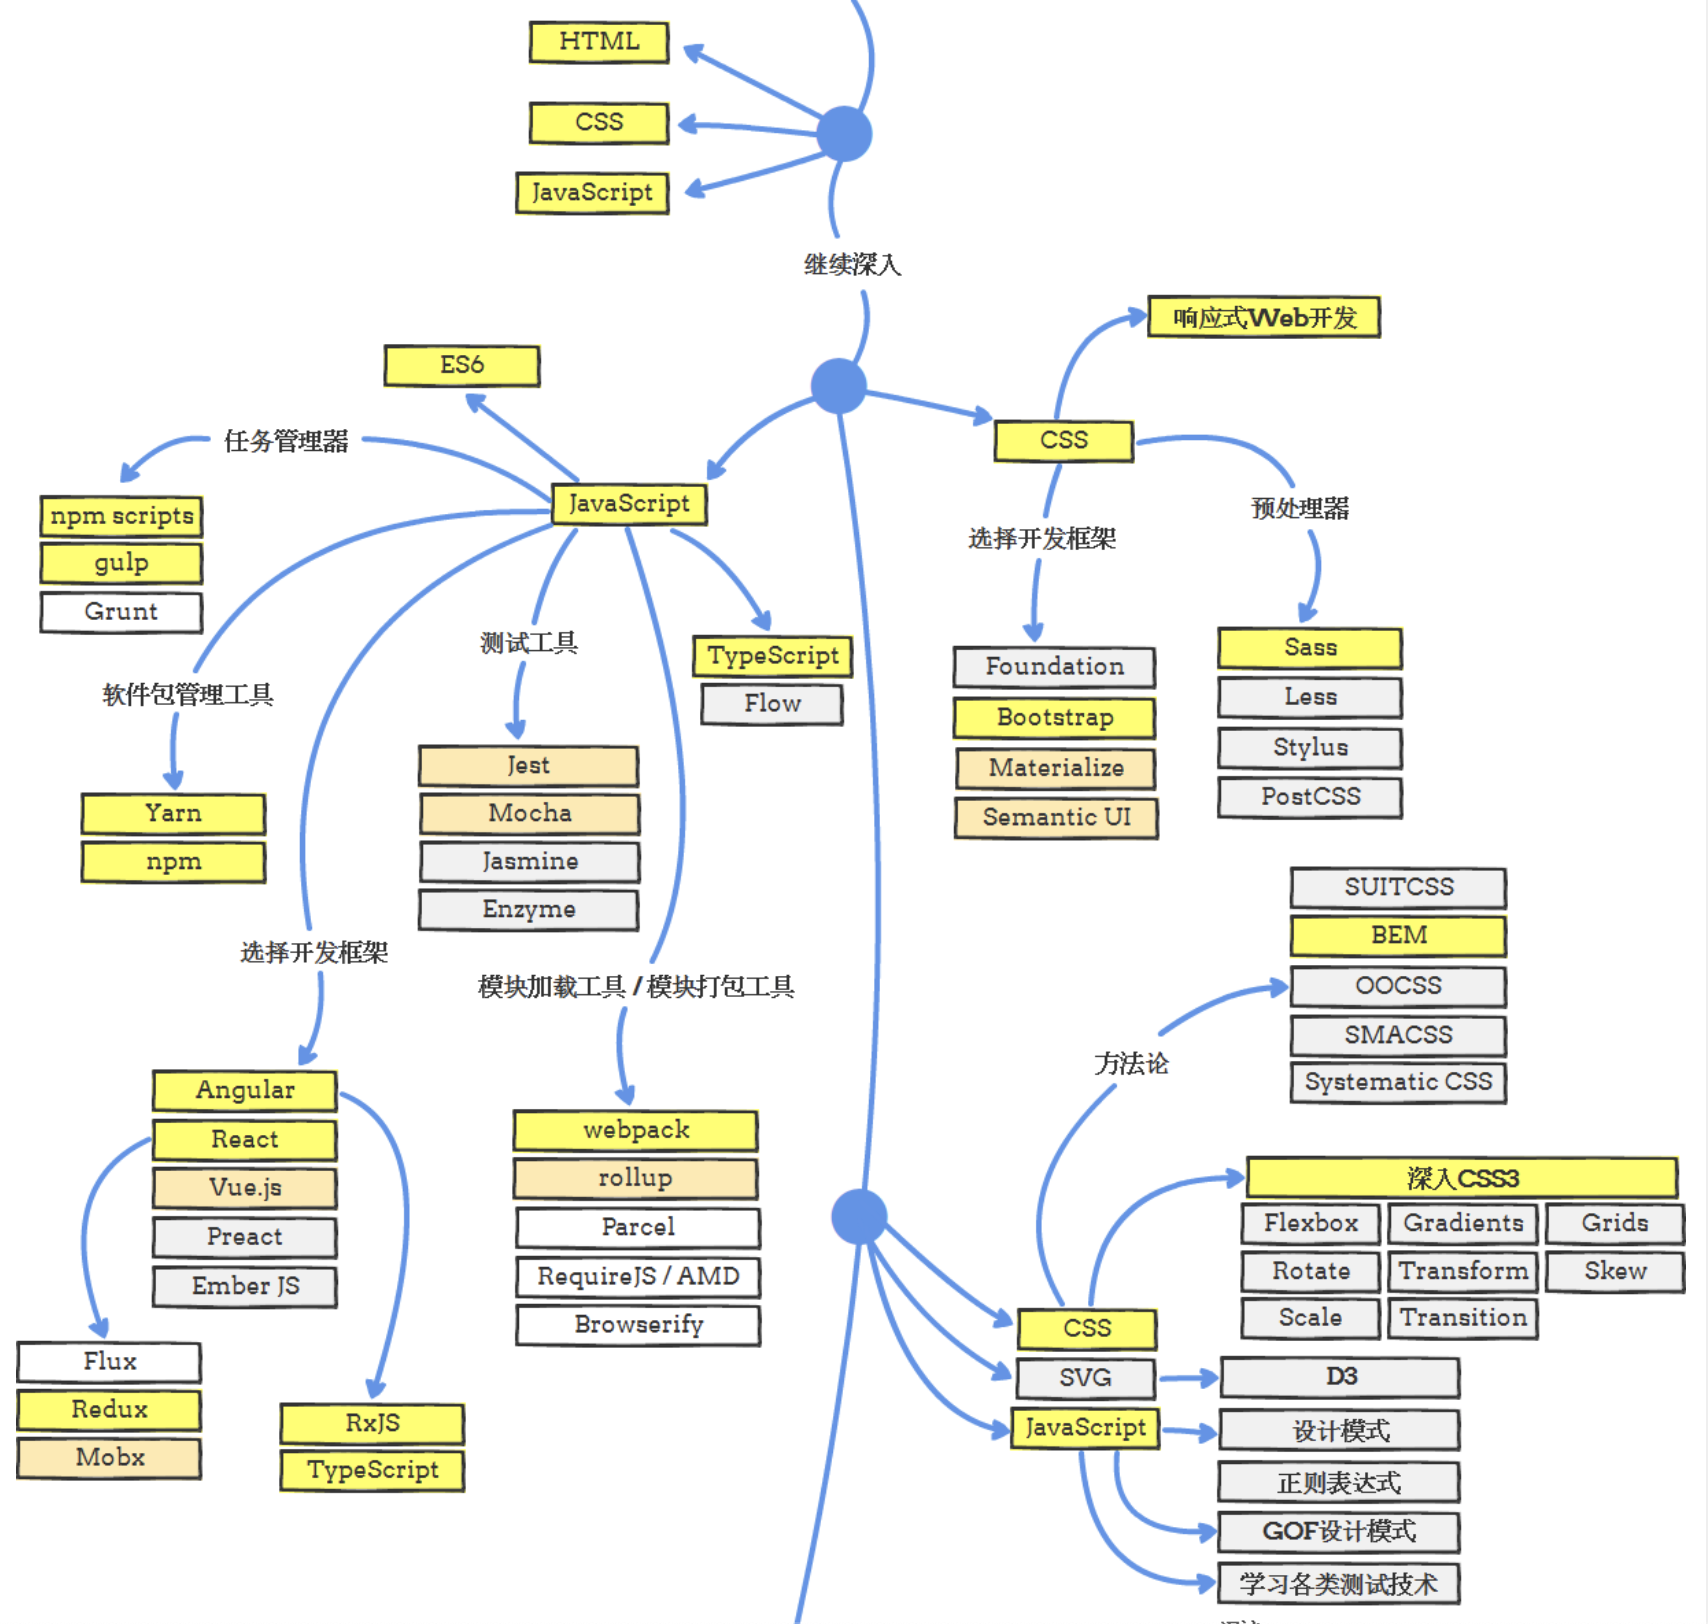 HTML
CSS
JavaScript
继续深入
响应式Web开发
ES6
任务管理器
CSS
npm scripts
gulp
Grunt
JavaScript
选择开发框架
预处理器
测试工具
TypeScript
Flow
软件包管理工具
Foundation
Bootstrap
Materialize
Semantic UI
Sass
Less
Stylus
PostCSS
Yarn
npm
Jest
Mocha
Jasmine
Enzyme
选择开发框架
模块加载工具 / 模块打包工具
SUITCSS
BEM
OOCSS
SMACSS
Systematic CSS
方法论
Angular
React
Vue.js
Preact
Ember JS
webpack
rollup
Parcel
RequireJS / AMD
Browserify
深入CSS3
Flexbox Gradients Grids
Rotate Transform Skew
Scale Transition
Flux
Redux
Mobx
RxJS
TypeScript
CSS
SVG
JavaScript
D3
设计模式
正则表达式
GOF设计模式
学习各类测试技术